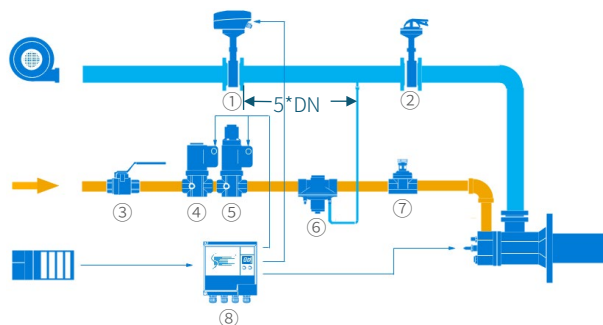 ① ②
5*DN
③ ④ ⑤ ⑥ ⑦
⑧